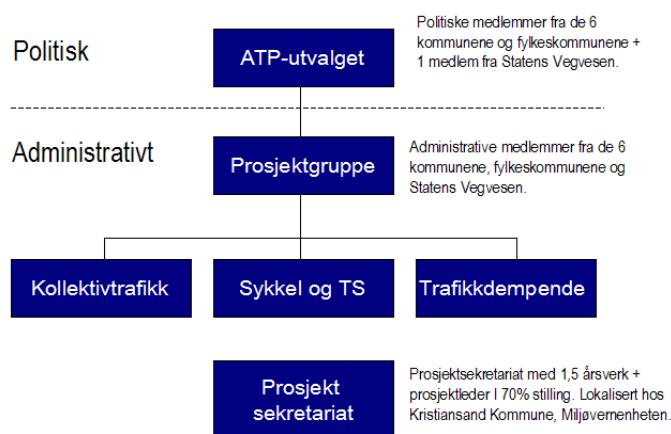 Politisk
ATP-utvalget
Politiske medlemmer fra de 6
kommunene og fylkeskommunene +
1 medlem fra Statens Vegvesen.
Administrativt
Prosjektgruppe
Administrative medlemmer fra de 6
kommunene, fylkeskommunene og
Statens Vegvesen.
Kollektivtrafikk
Sykkel og TS
Trafikkdempende
Prosjekt
sekretariat
Prosjektsekretariat med 1,5 årsverk +
prosjektleder I 70% stilling. Lokalisert hos
Kristiansand Kommune, Miljøvernenheten.